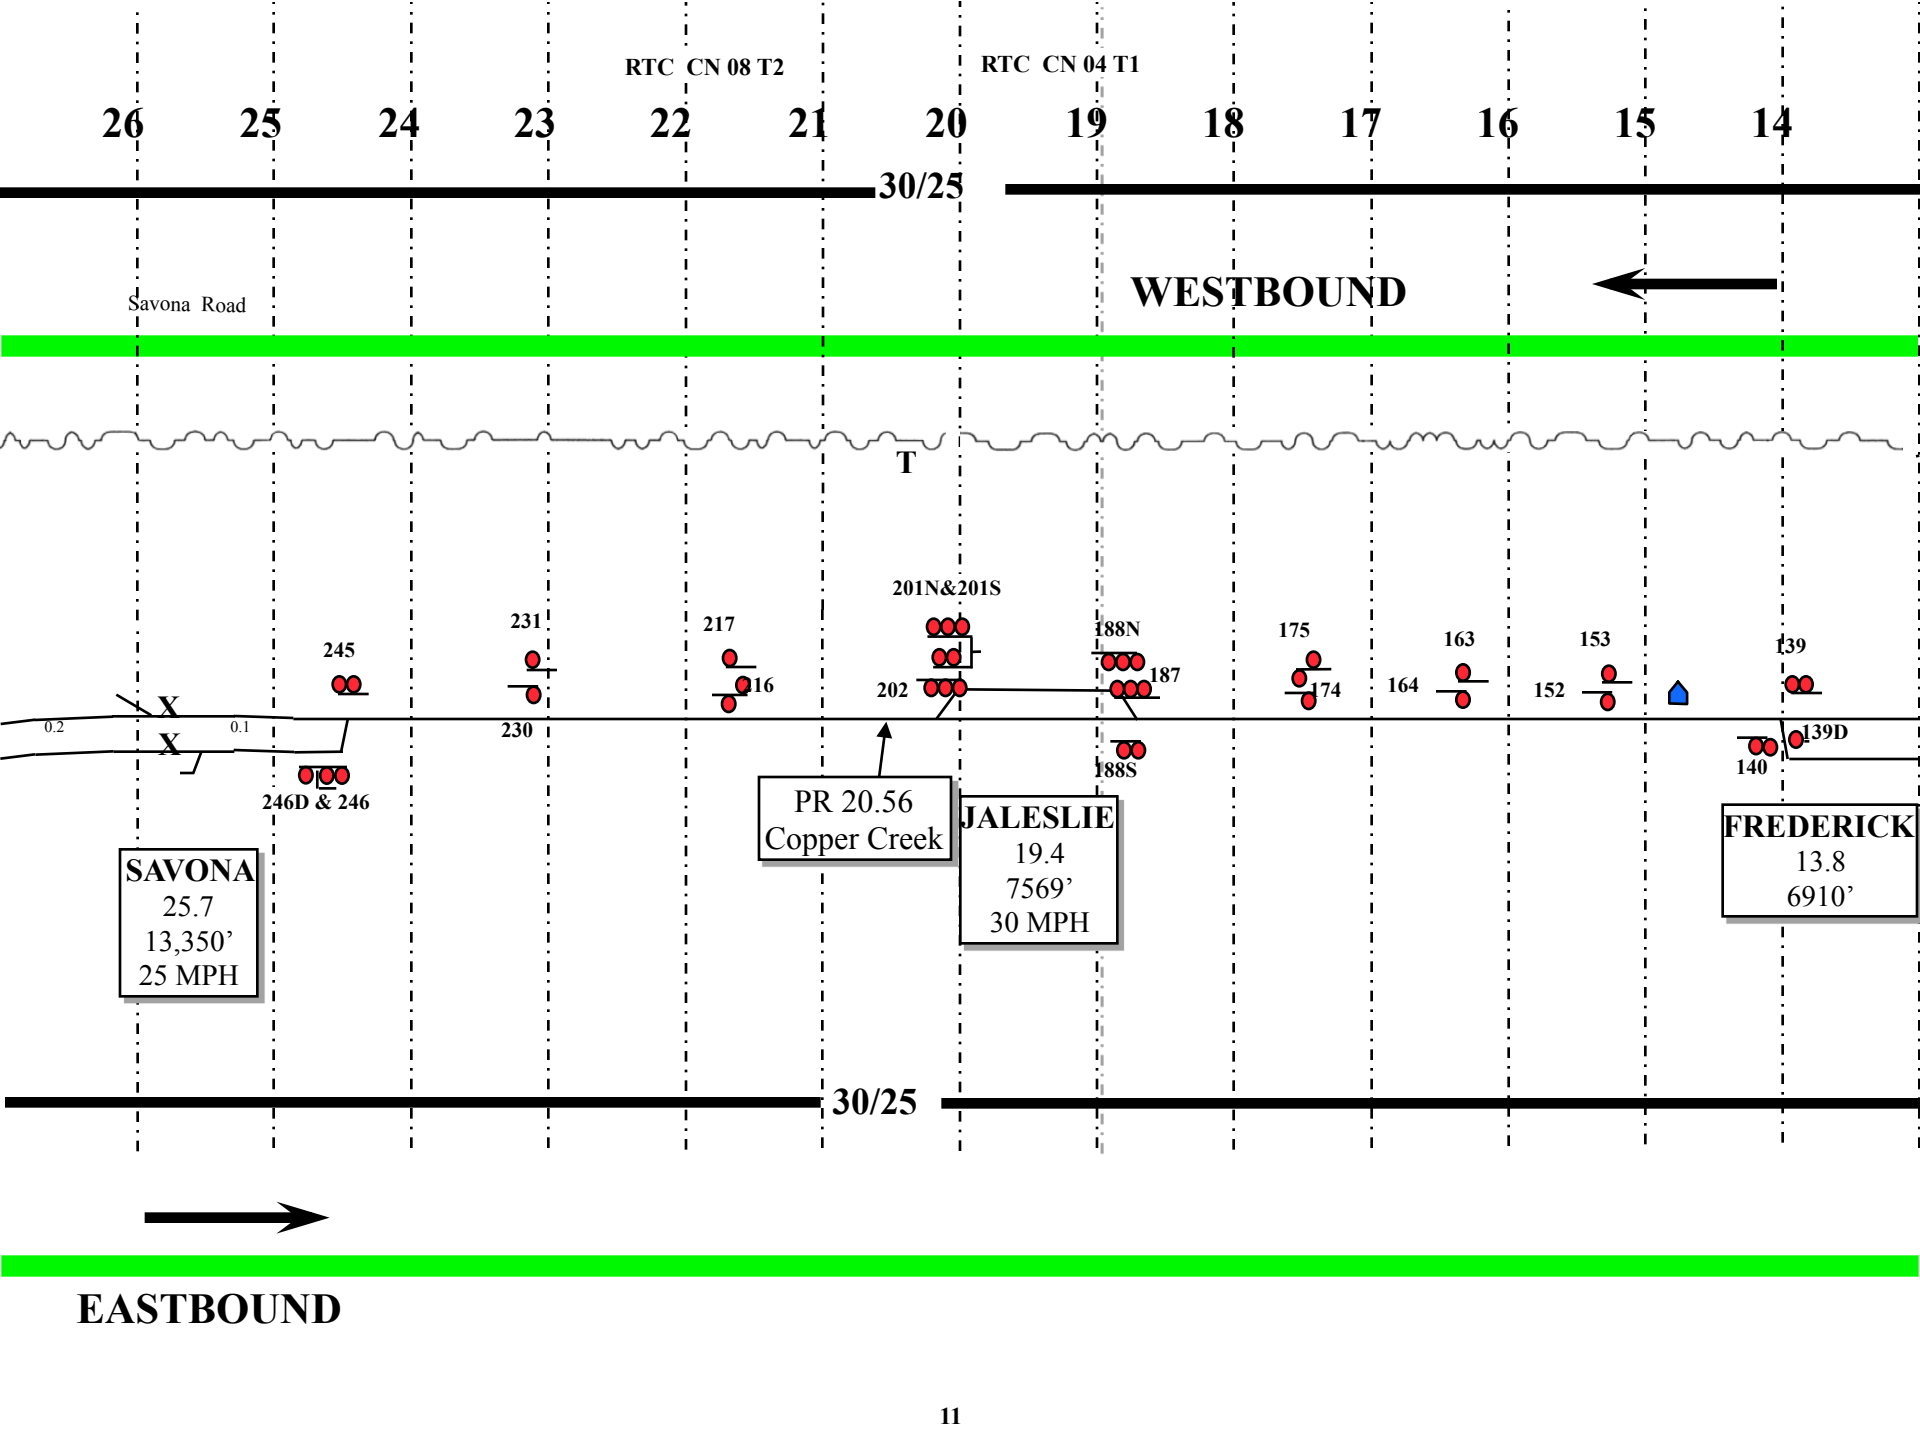 RTC CN 08 T2
RTC CN 04 T1
26 25 24 23 22 21 20 19 18 17 16 15 14
30/25
WESTBOUND
Savona Road
T
201N&201S
231
217
188N
175
163
153
139
245
187
216
202
174
164
152
X
0.2
0.1
230
139D
X
188S
140
246D & 246
PR 20.56
Copper Creek
JALESLIE
19.4
7569’
30 MPH
FREDERICK
13.8
6910’
SAVONA
25.7
13,350’
25 MPH
30/25
EASTBOUND
11